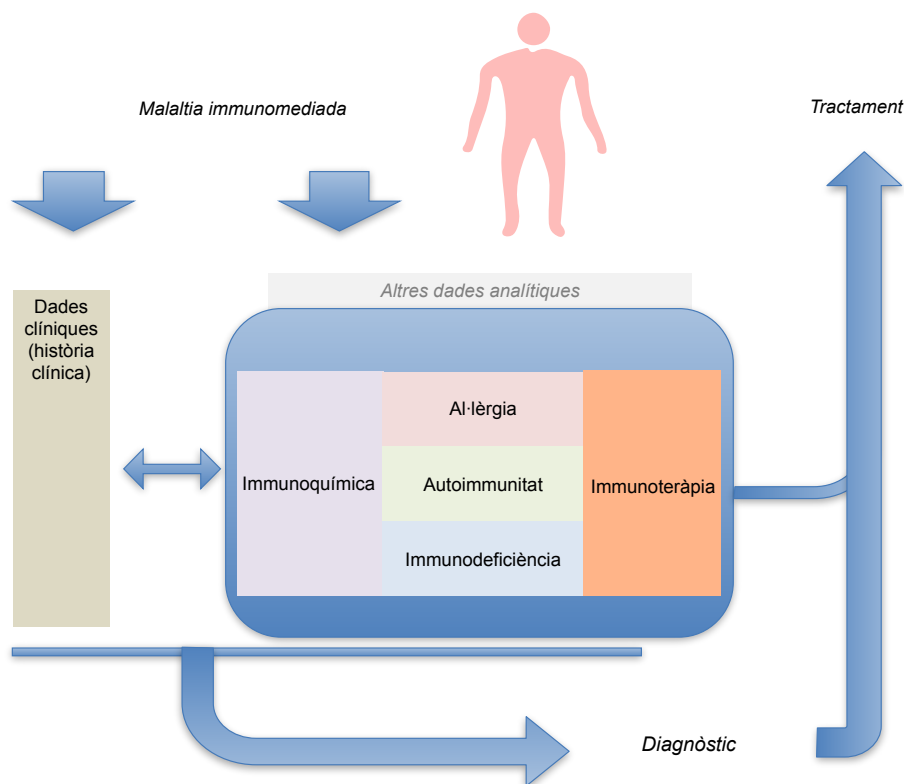 Malaltia immunomediada
Tractament
Altres dades analítiques
Dades
clíniques
(història
clínica)
Al·lèrgia
Immunoquímica
Autoimmunitat
Immunoteràpia
Immunodeficiència
Diagnòstic